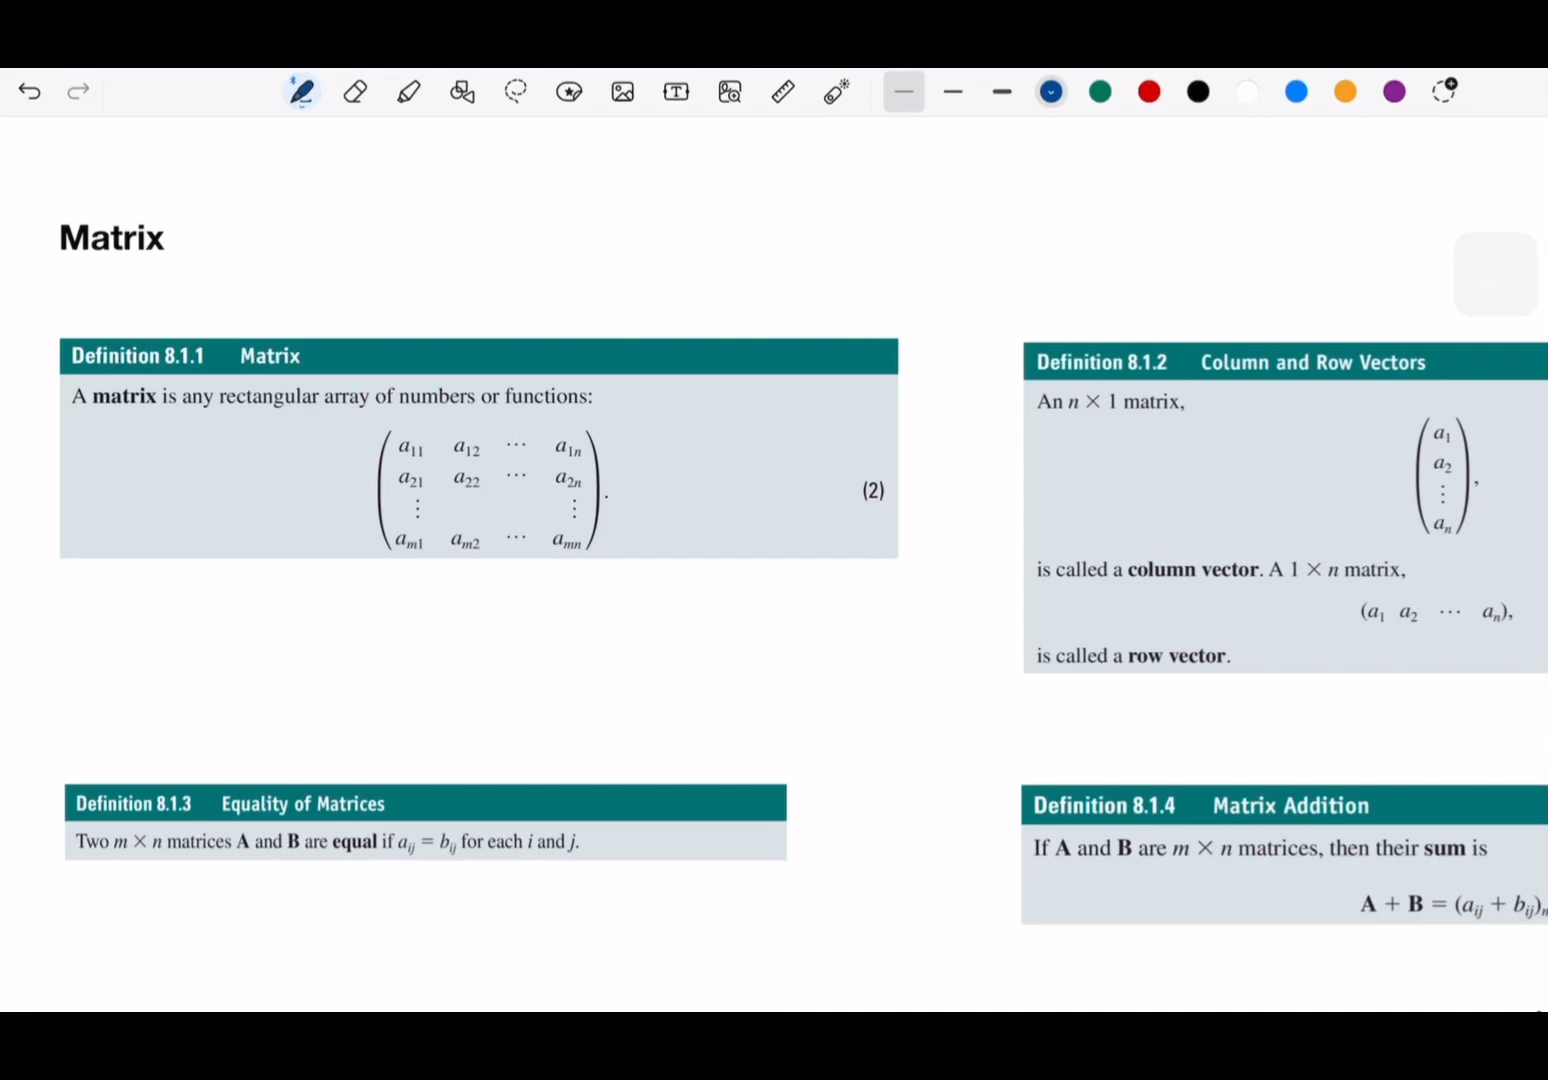 Matrix
Definition 8.1.1 Matrix
A matrix is any rectangular array of numbers or functions:
a11 a12 ⋯ a1n
a21 a22 ⋯ a2n
⋮ ⋮
am1 am2 ⋯ amn
.
(2)
Definition 8.1.2 Column and Row Vectors
An n × 1 matrix,
a1
a2
⋮
an
,
is called a column vector. A 1 × n matrix,
(a1 a2 ⋯ an),
is called a row vector.
Definition 8.1.3 Equality of Matrices
Two m × n matrices A and B are equal if aij = bij for each i and j.
Definition 8.1.4 Matrix Addition
If A and B are m × n matrices, then their sum is
A + B = (aij + bij)